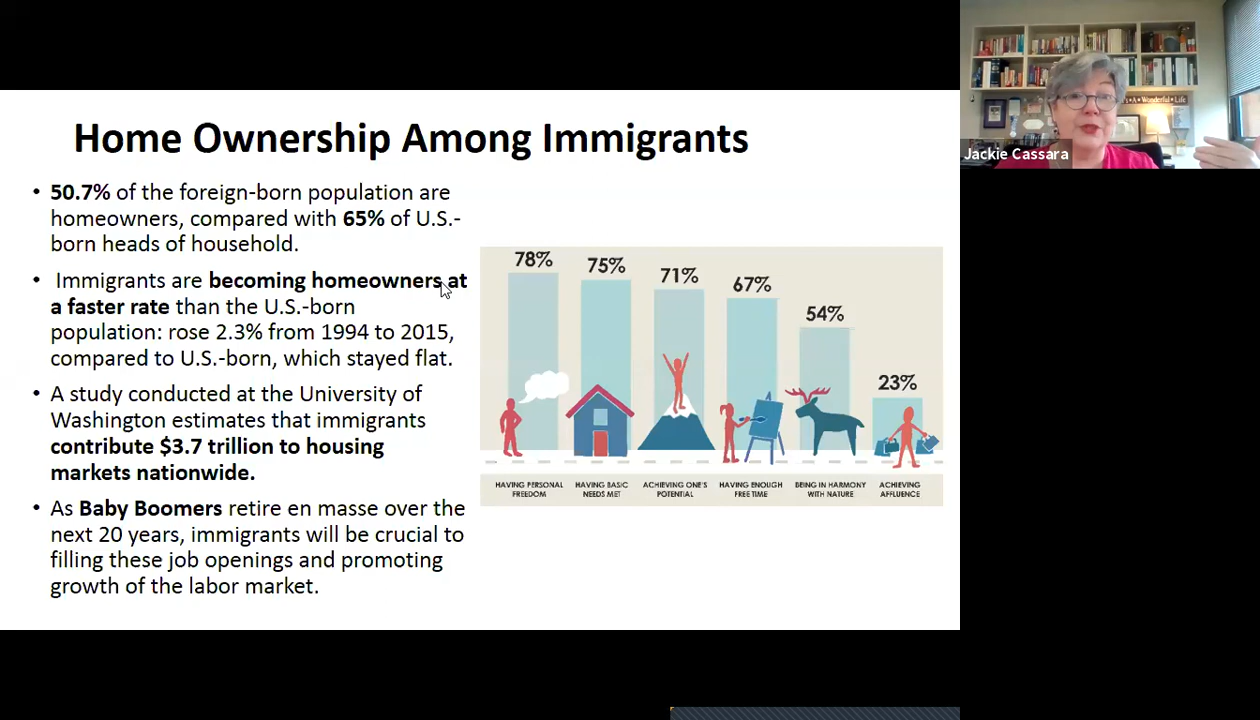 Home Ownership Among Immigrants
• 50.7% of the foreign-born population are
homeowners, compared with 65% of U.S.-
born heads of household.
• Immigrants are becoming homeowners at
a faster rate than the U.S.-born
population: rose 2.3% from 1994 to 2015,
compared to U.S.-born, which stayed flat.
• A study conducted at the University of
Washington estimates that immigrants
contribute $3.7 trillion to housing
markets nationwide.
• As Baby Boomers retire en masse over the
next 20 years, immigrants will be crucial to
filling these job openings and promoting
growth of the labor market.
78%
75%
71%
67%
54%
23%
HAVING PERSONAL
FREEDOM
HAVING BASIC
NEEDS MET
ACHIEVING ONE'S
POTENTIAL
HAVING ENOUGH
FREE TIME
BEING IN HARMONY
WITH NATURE
ACHIEVING
AFFLUENCE
A Wonderful Life
Jackie Cassara